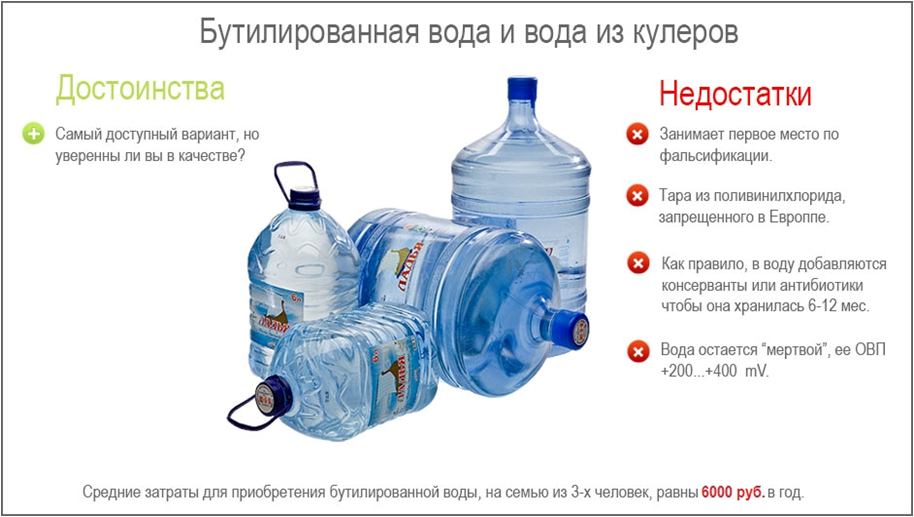 Бутилированная вода и вода из кулеров
Достоинства
Самый доступный вариант, но
уверенны ли вы в качестве?
Недостатки
Занимает первое место по
фальсификации.
Тара из поливинилхлорида,
запрещенного в Европпе.
Как правило, в воду добавляются
консерванты или антибиотики
чтобы она хранилась 6-12 мес.
Вода остается “мертвой”, ее ОВП
+200...+400 mV.
ЛАДЬЯ
6л
Средние затраты для приобретения бутилированной воды, на семью из 3-х человек, равны 6000 руб. в год.